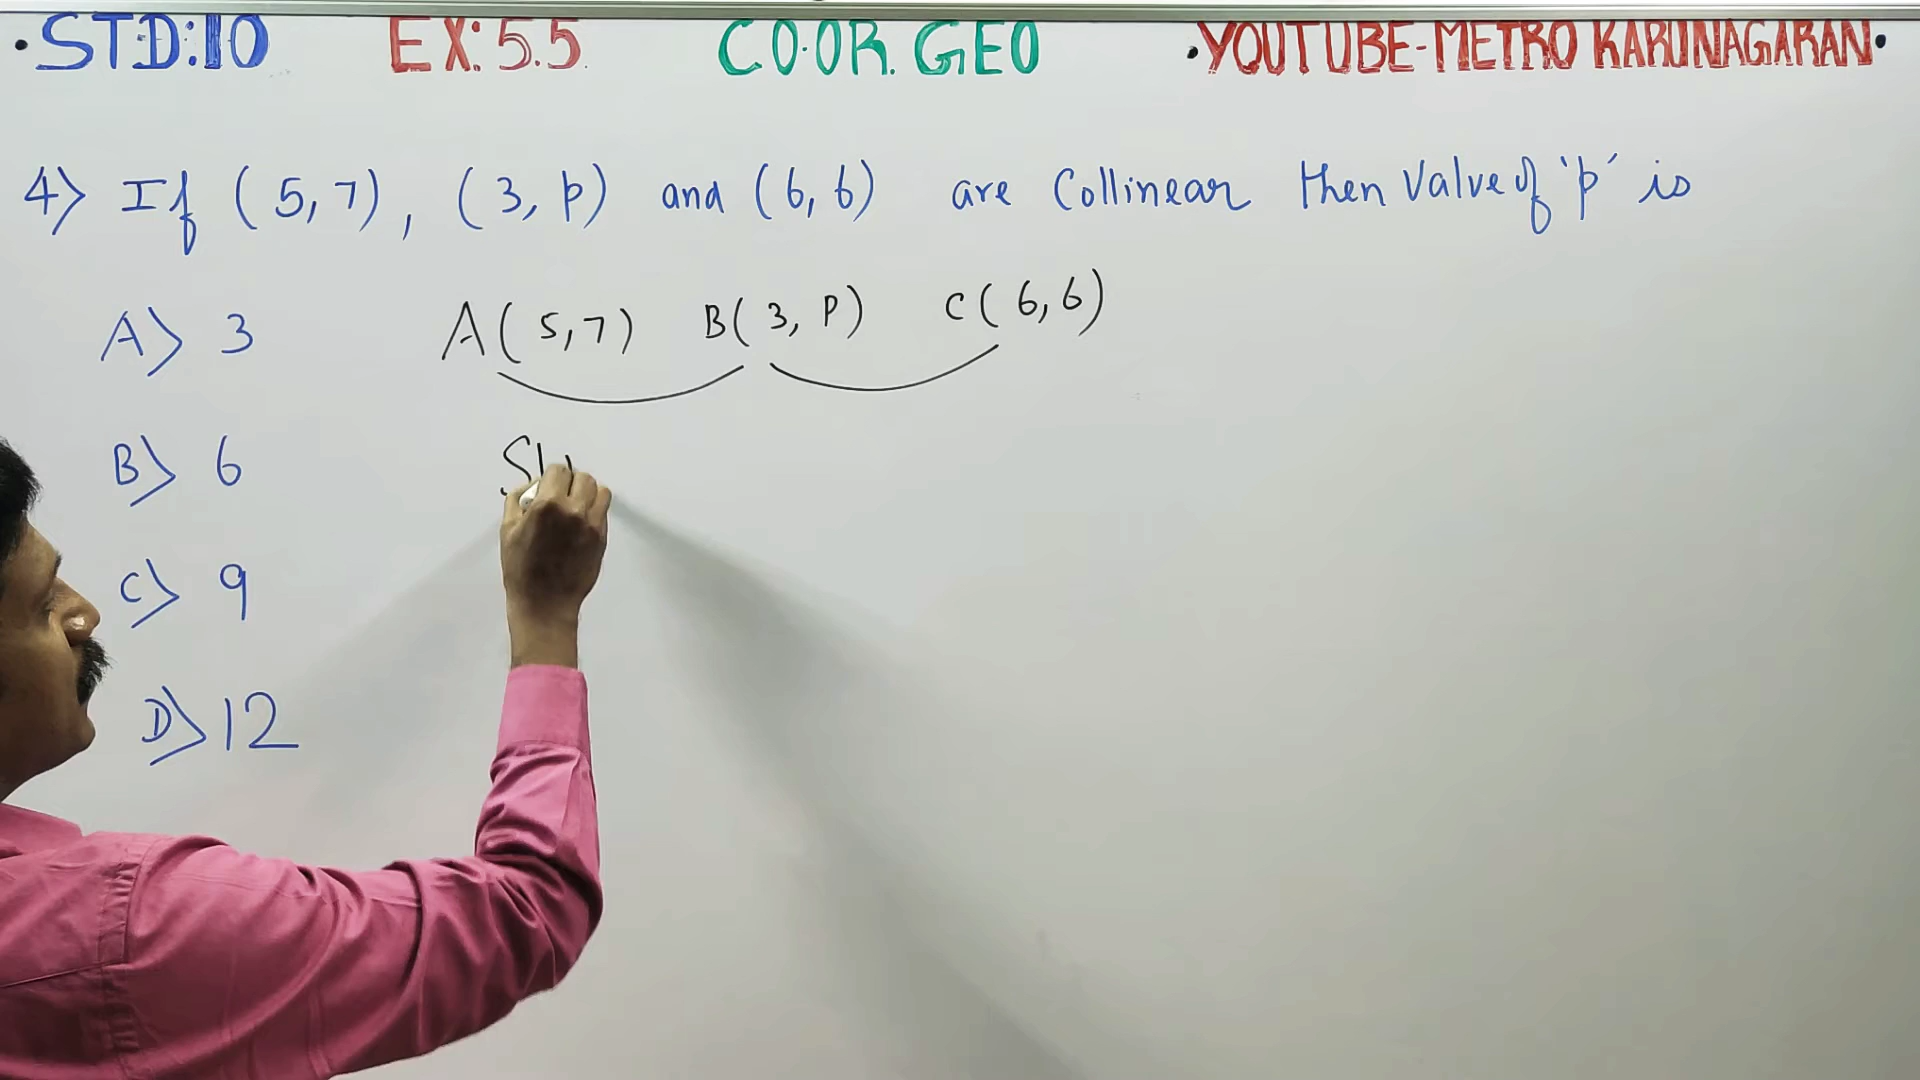 • STD:10 EX: 5.5 CO.OR. GEO • YOUTUBE-METRO KARUNAGARAN •
4) If (5,7), (3, p) and (6, 6) are Collinear then Value of 'p' is
A) 3 A( 5,7) B( 3, P) C( 6,6)
B) 6
C) 9
D) 12